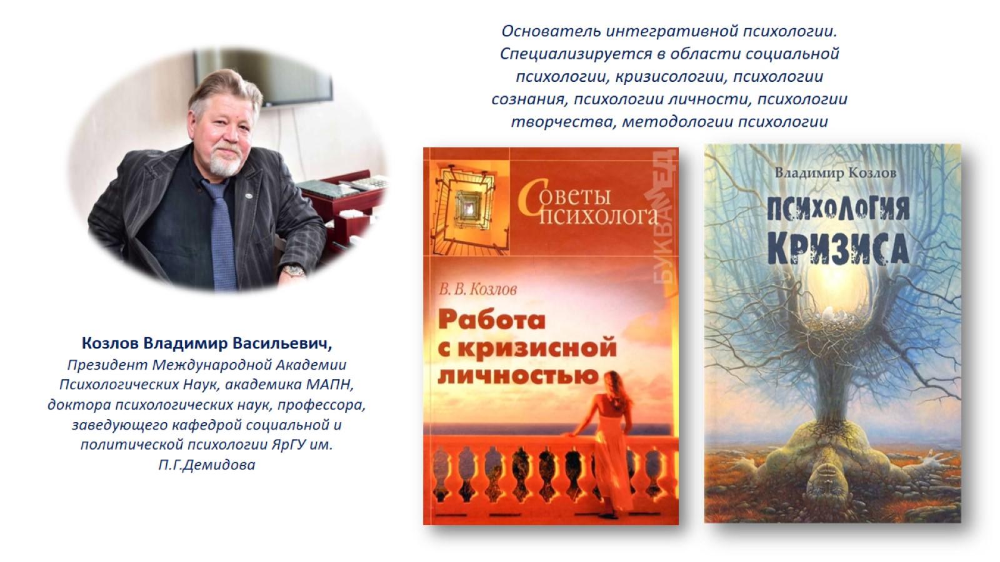 Основатель интегративной психологии.
Специализируется в области социальной
психологии, кризисологии, психологии
сознания, психологии личности, психологии
творчества, методологии психологии
Козлов Владимир Васильевич,
Президент Международной Академии
Психологических Наук, академика МАПН,
доктора психологических наук, профессора,
заведующего кафедрой социальной и
политической психологии ЯрГУ им.
П.Г.Демидова
Советы
психолога
БУКВАМЕД
В. В. Козлов
Работа
с кризисной
личностью
Владимир Козлов
ПСИХОЛОГИЯ
КРИЗИСА